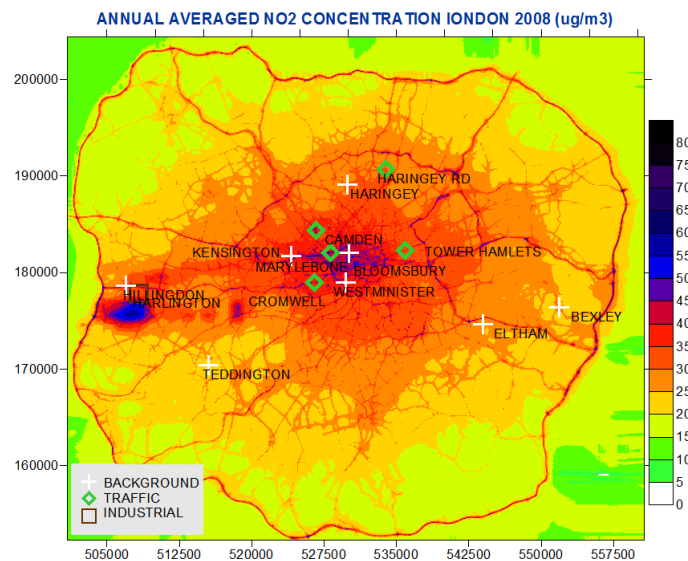 ANNUAL AVERAGED NO2 CONCENTRATION lONDON 2008 (ug/m3)
200000
190000
180000
170000
160000
HARINGEY RD
HARINGEY
CAMDEN
KENSINGTON
TOWER HAMLETS
MARYLEBONE
BLOOMSBURY
HILLINGDON
HARLINGTON
CROMWELL
WESTMINISTER
BEXLEY
ELTHAM
TEDDINGTON
BACKGROUND
TRAFFIC
INDUSTRIAL
505000 512500 520000 527500 535000 542500 550000 557500
80
75
70
65
60
55
50
45
40
35
30
25
20
15
10
5
0